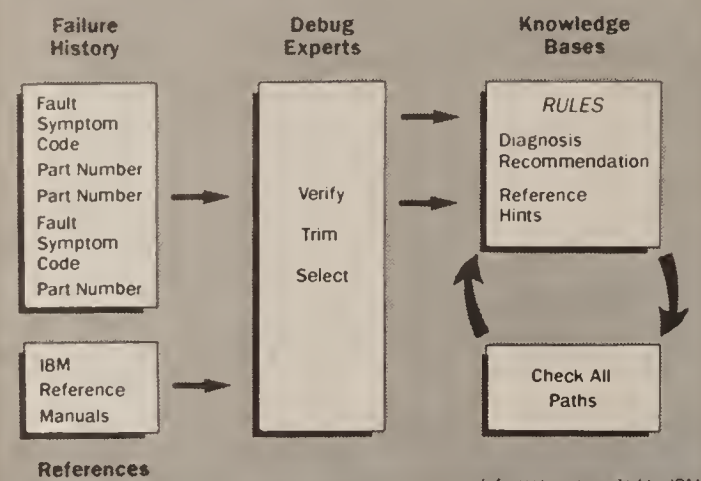 Failure
History
Debug
Experts
Knowledge
Bases
Fault
Symptom
Code
Part Number
Part Number
Fault
Symptom
Code
Part Number
Verify
Trim
Select
RULES
Diagnosis
Recommendation
Reference
Hints
IBM
Reference
Manuals
Check All
Paths
References